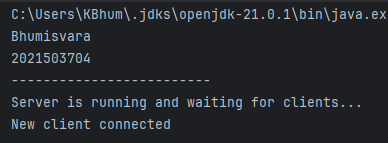 C:\Users\KBhum\.jdks\openjdk-21.0.1\bin\java.ex
Bhumisvara
2021503704
-------------------------
Server is running and waiting for clients...
New client connected